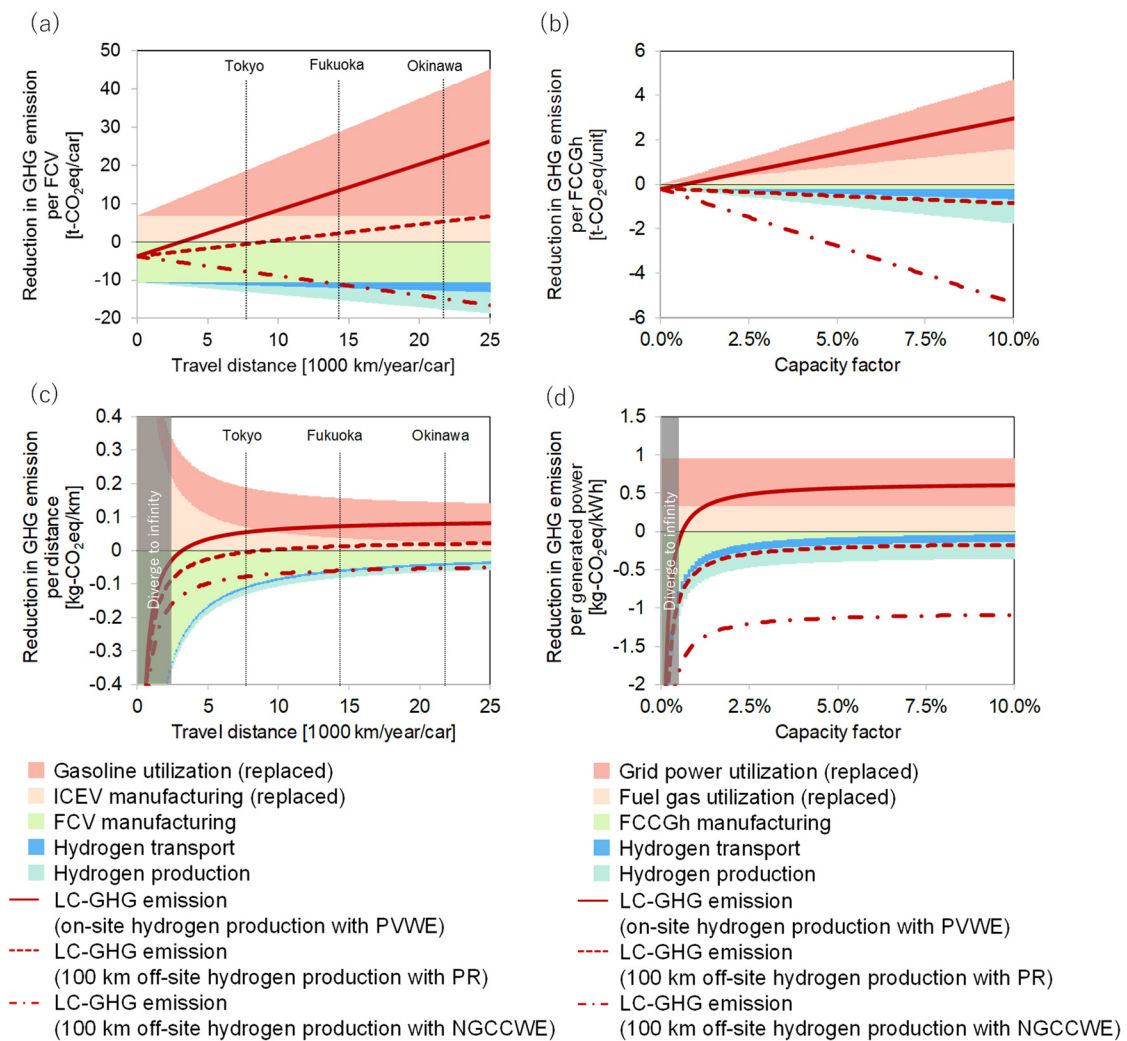 (a)
Reduction in GHG emission
per FCV
[t-CO₂eq/car]
50
40
30
20
10
0
-10
-20
Tokyo
Fukuoka
Okinawa
0
5
10
15
20
25
Travel distance [1000 km/year/car]
(b)
Reduction in GHG emission
per FCCGh
[t-CO₂eq/unit]
6
4
2
0
-2
-4
-6
0.0%
2.5%
5.0%
7.5%
10.0%
Capacity factor
(c)
Reduction in GHG emission
per distance
[kg-CO₂eq/km]
0.4
0.3
0.2
0.1
0
-0.1
-0.2
-0.3
-0.4
Diverge to infinity
Tokyo
Fukuoka
Okinawa
0
5
10
15
20
25
Travel distance [1000 km/year/car]
(d)
Reduction in GHG emission
per generated power
[kg-CO₂eq/kWh]
1.5
1
0.5
0
-0.5
-1
-1.5
-2
Diverge to infinity
0.0%
2.5%
5.0%
7.5%
10.0%
Capacity factor
Gasoline utilization (replaced)
ICEV manufacturing (replaced)
FCV manufacturing
Hydrogen transport
Hydrogen production
LC-GHG emission
(on-site hydrogen production with PVWE)
LC-GHG emission
(100 km off-site hydrogen production with PR)
LC-GHG emission
(100 km off-site hydrogen production with NGCCWE)
Grid power utilization (replaced)
Fuel gas utilization (replaced)
FCCGh manufacturing
Hydrogen transport
Hydrogen production
LC-GHG emission
(on-site hydrogen production with PVWE)
LC-GHG emission
(100 km off-site hydrogen production with PR)
LC-GHG emission
(100 km off-site hydrogen production with NGCCWE)